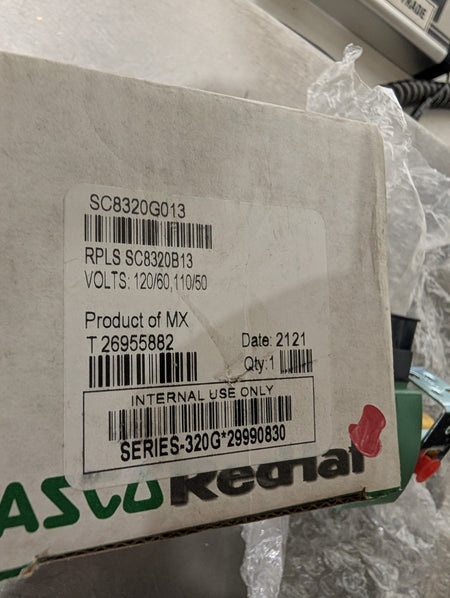 TRADE
SC8320G013
RPLS SC8320B13
VOLTS: 120/60,110/50
Product of MX
T 26955882
Date: 2121
Qty:1
INTERNAL USE ONLY
SERIES-320G*29990830
ASCO RedHat